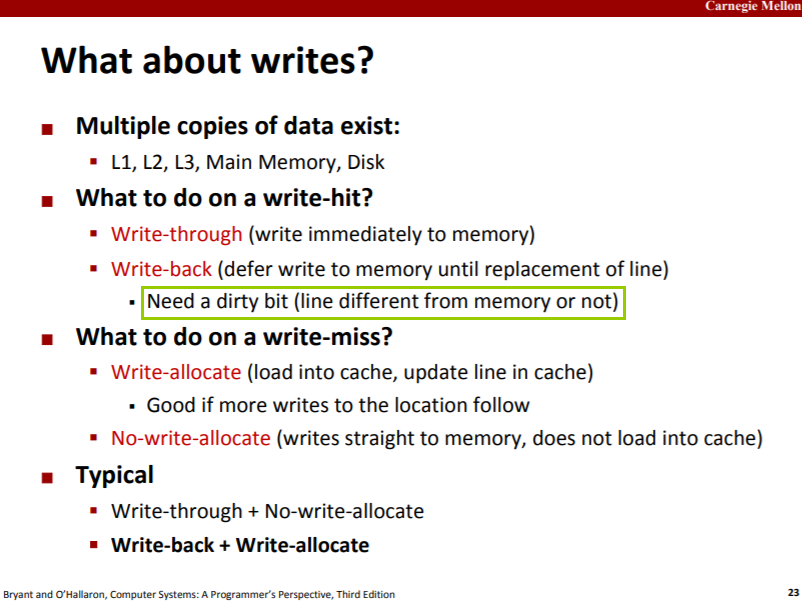 Carnegie Mellon
What about writes?
Multiple copies of data exist:
L1, L2, L3, Main Memory, Disk
What to do on a write-hit?
Write-through (write immediately to memory)
Write-back (defer write to memory until replacement of line)
Need a dirty bit (line different from memory or not)
What to do on a write-miss?
Write-allocate (load into cache, update line in cache)
Good if more writes to the location follow
No-write-allocate (writes straight to memory, does not load into cache)
Typical
Write-through + No-write-allocate
Write-back + Write-allocate
Bryant and O'Hallaron, Computer Systems: A Programmer's Perspective, Third Edition
23